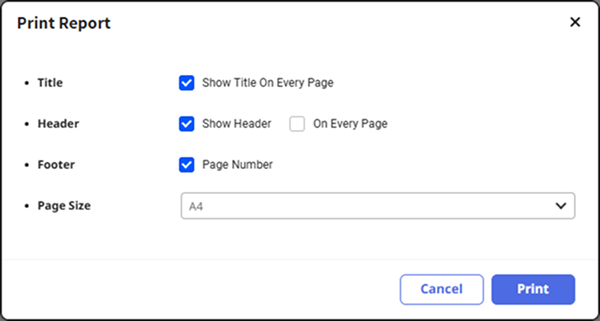 Print Report
Title Show Title On Every Page
Header Show Header On Every Page
Footer Page Number
Page Size A4
Cancel Print